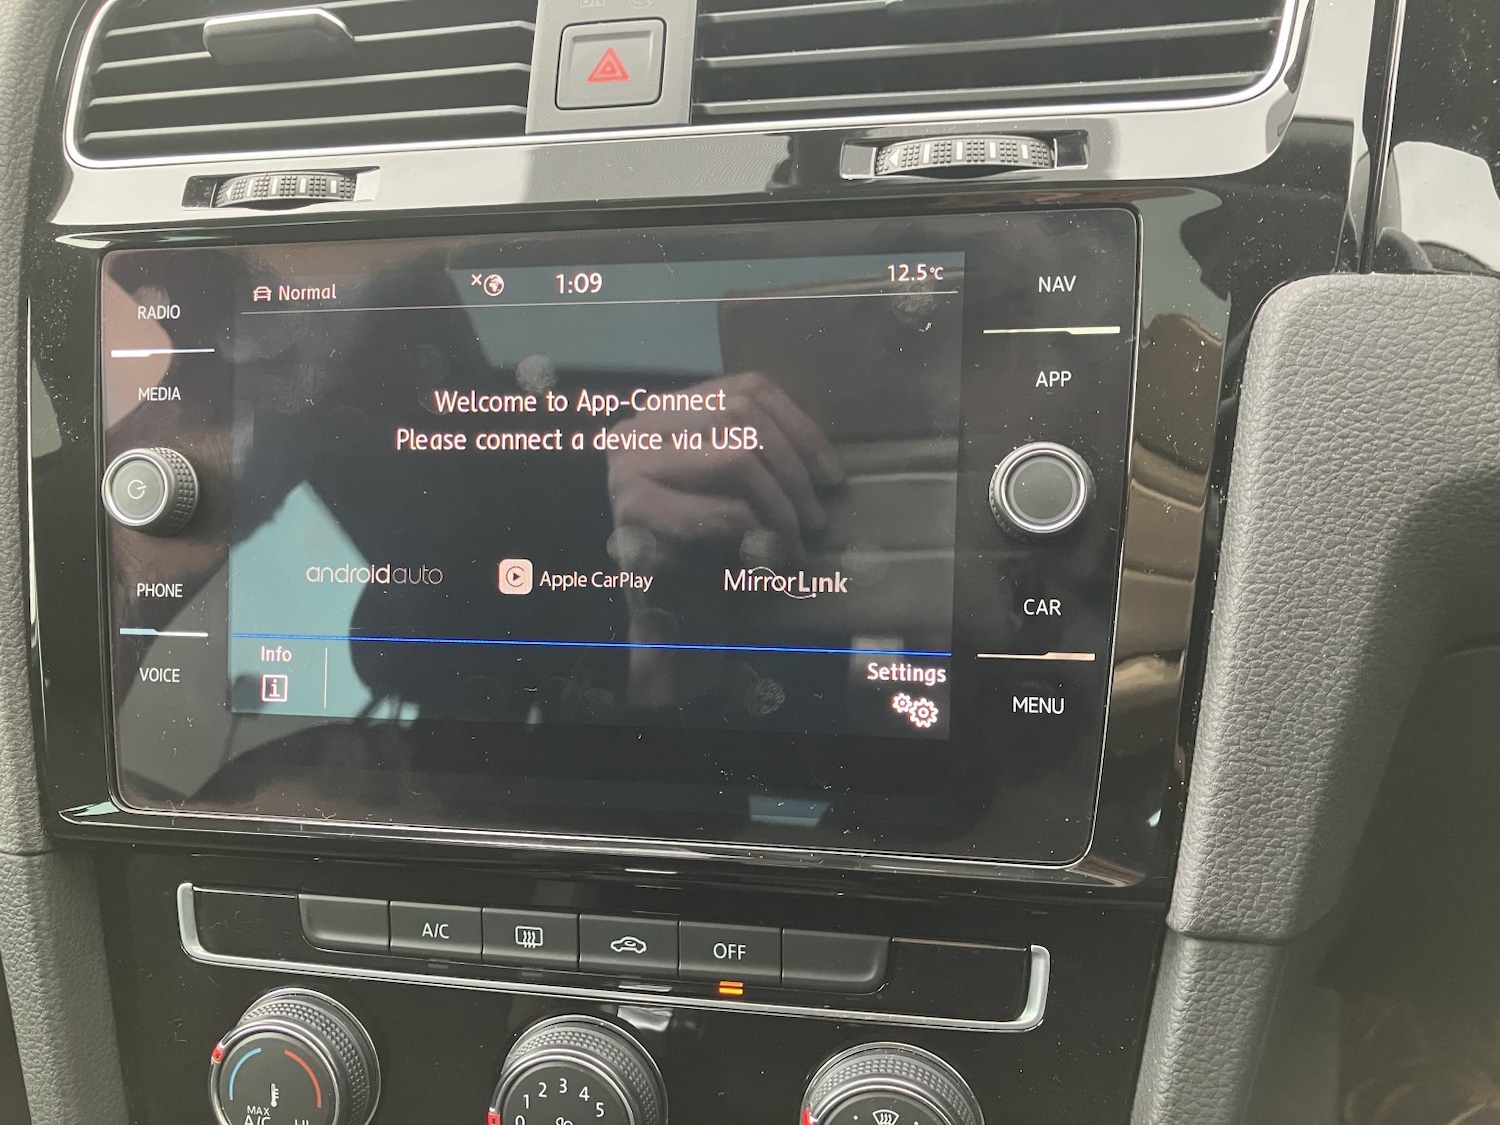 Normal
1:09
12.5°C
NAV
RADIO
APP
MEDIA
Welcome to App-Connect
Please connect a device via USB.
androidauto
Apple CarPlay
MirrorLink
PHONE
CAR
VOICE
Info
Settings
MENU
A/C
OFF
MAX
A/C
0 1 2 3 4 5